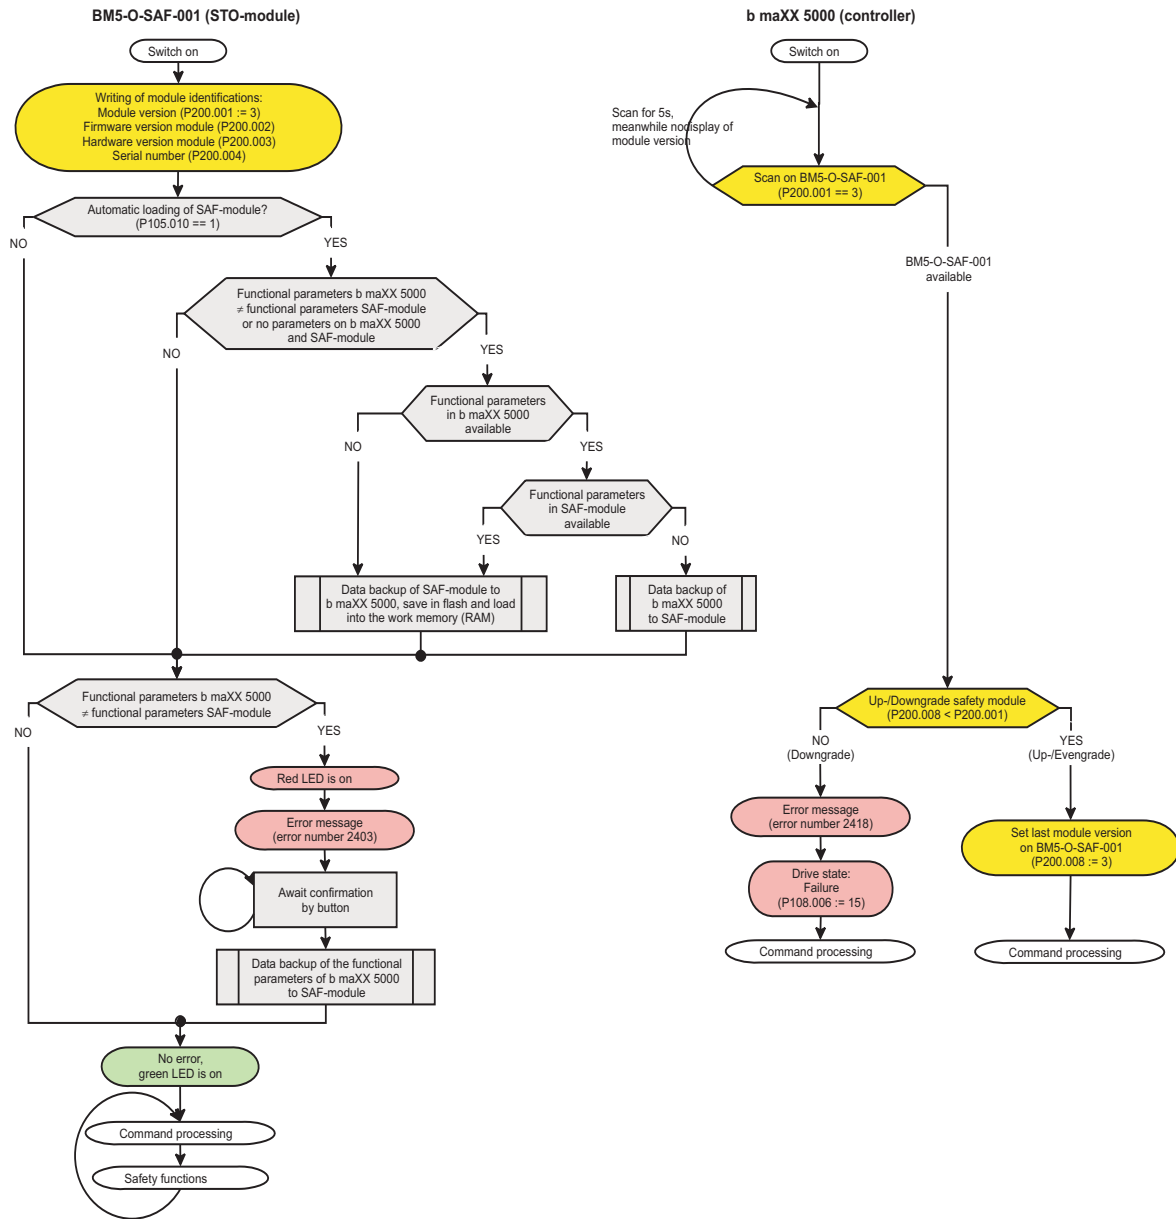 BM5-O-SAF-001 (STO-module)
Switch on
Writing of module identifications:
Module version (P200.001 := 3)
Firmware version module (P200.002)
Hardware version module (P200.003)
Serial number (P200.004)
Automatic loading of SAF-module?
(P105.010 == 1)
NO
YES
Functional parameters b maXX 5000
≠ functional parameters SAF-module
or no parameters on b maXX 5000
and SAF-module
NO
YES
Functional parameters
in b maXX 5000
available
NO
YES
Functional parameters
in SAF-module
available
YES
NO
Data backup of SAF-module to
b maXX 5000, save in flash and load
into the work memory (RAM)
Data backup of
b maXX 5000
to SAF-module
Functional parameters b maXX 5000
≠ functional parameters SAF-module
NO
YES
Red LED is on
Error message
(error number 2403)
Await confirmation
by button
Data backup of the functional
parameters of b maXX 5000
to SAF-module
No error,
green LED is on
Command processing
Safety functions
b maXX 5000 (controller)
Switch on
Scan for 5s,
meanwhile nodisplay of
module version
Scan on BM5-O-SAF-001
(P200.001 == 3)
BM5-O-SAF-001
available
Up-/Downgrade safety module
(P200.008 < P200.001)
NO
(Downgrade)
YES
(Up-/Evengrade)
Error message
(error number 2418)
Drive state:
Failure
(P108.006 := 15)
Command processing
Set last module version
on BM5-O-SAF-001
(P200.008 := 3)
Command processing